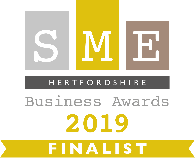 SME
HERTFORDSHIRE
Business Awards
2019
FINALIST